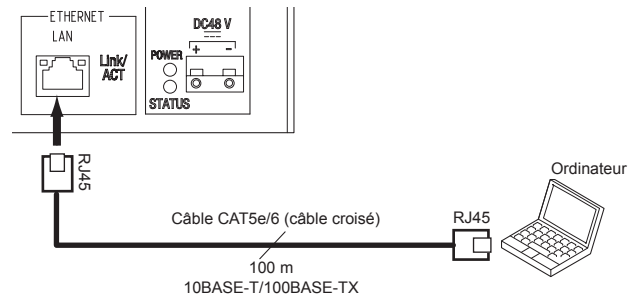 ETHERNET
LAN
Link/
ACT
DC48 V
POWER
+ -
STATUS
RJ45
Ordinateur
Câble CAT5e/6 (câble croisé)
RJ45
100 m
10BASE-T/100BASE-TX